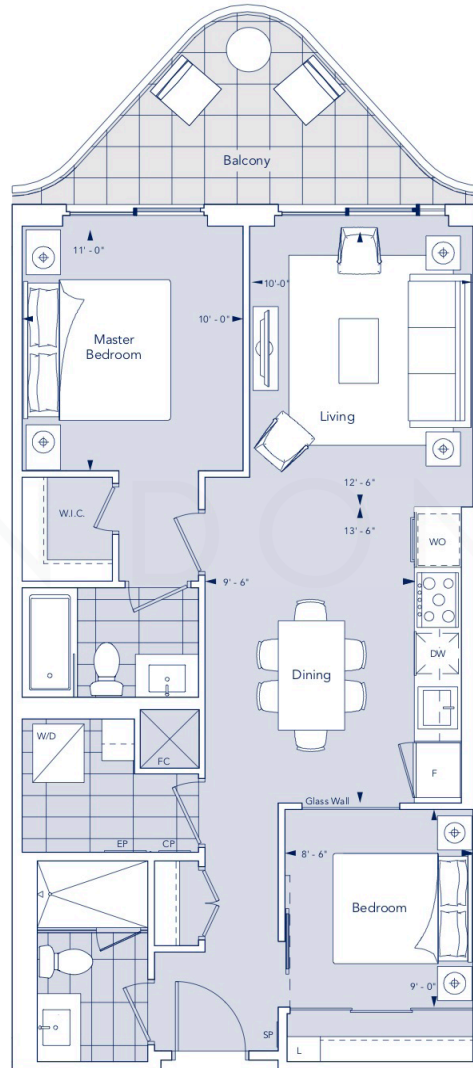 Balcony
11' - 0"
10' - 0"
Master
Bedroom
10'-0"
Living
W.I.C.
12' - 6"
13' - 6"
WO
9' - 6"
DW
Dining
W/D
FC
F
EP
CP
Glass Wall
8' - 6"
Bedroom
9' - 0"
SP
L